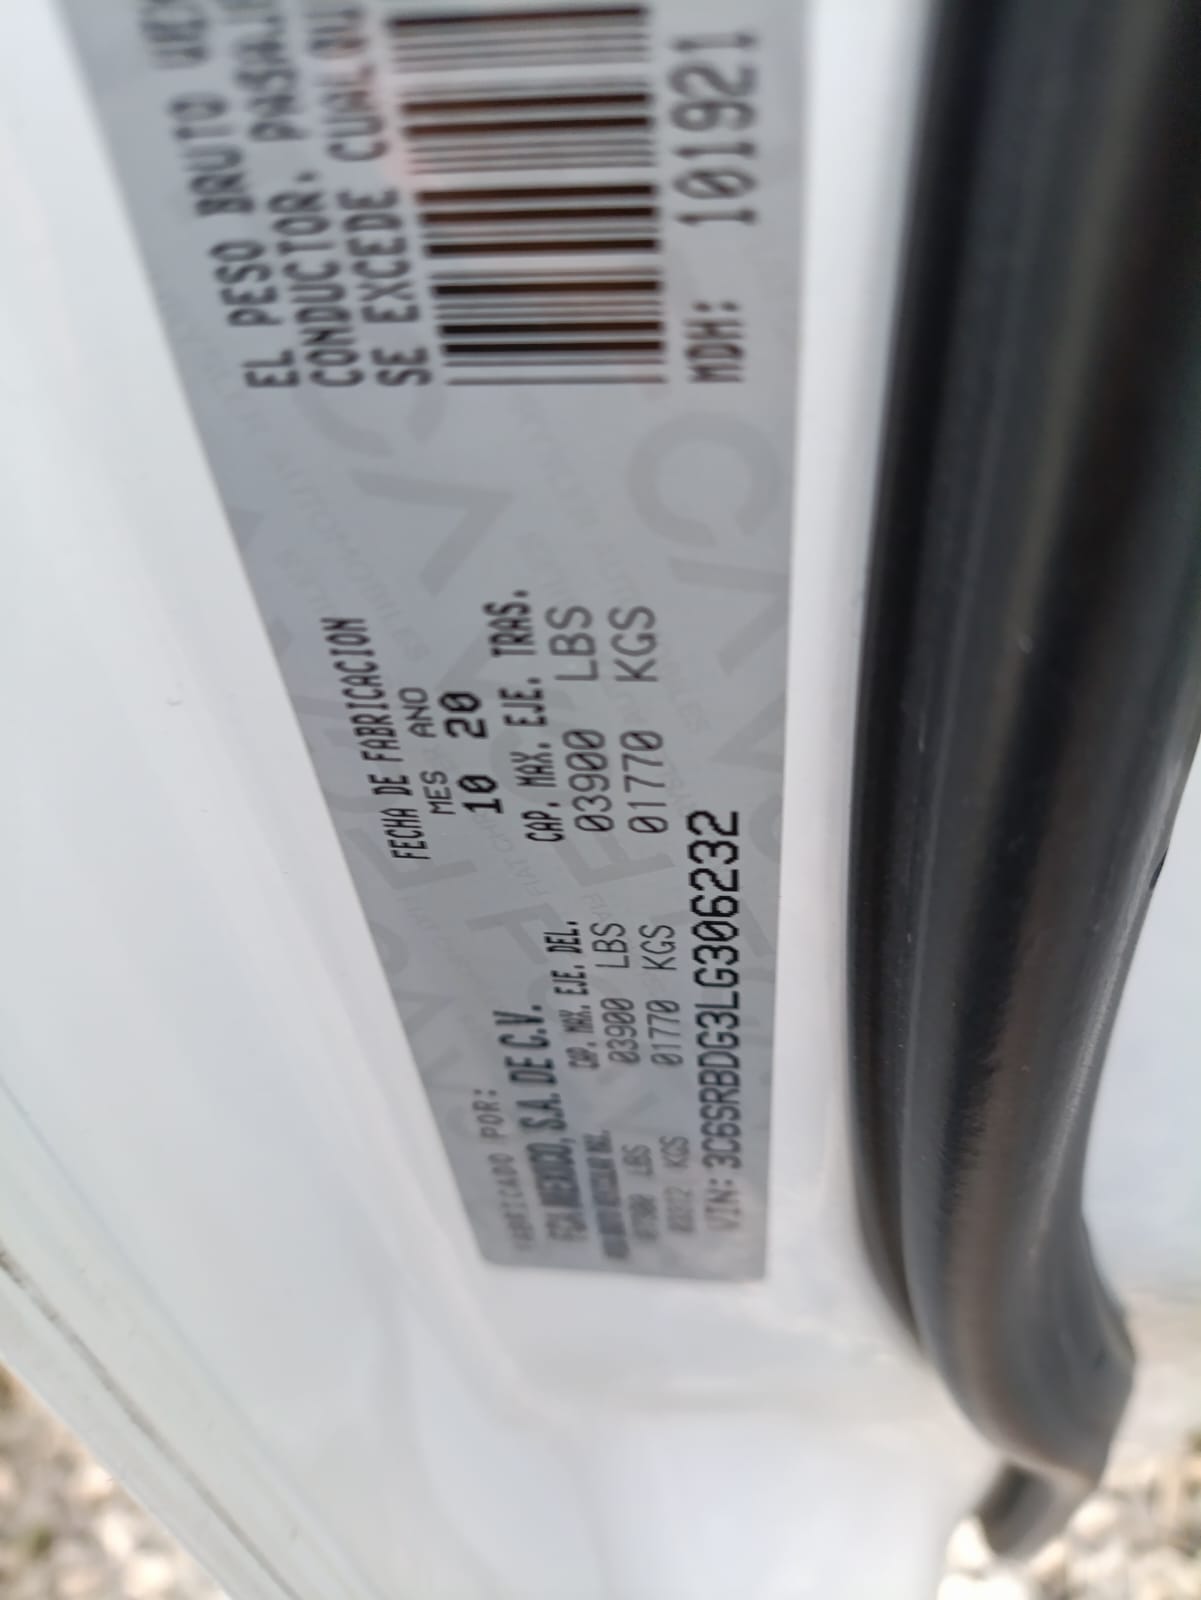 FABRICADO POR:
FCA MEXICO, S.A. DE C.V.
FECHA DE FABRICACION
MES ANO
10 20
CAP. MAX. EJE. DEL.
03900 LBS
01770 KGS
CAP. MAX. EJE. TRAS.
03900 LBS
01770 KGS
LBS
KGS
VIN: 3C6SRBDG3LG306232
EL PESO BRUTO
CONDUCTOR, 
SE EXCEDE
MDH: 101921